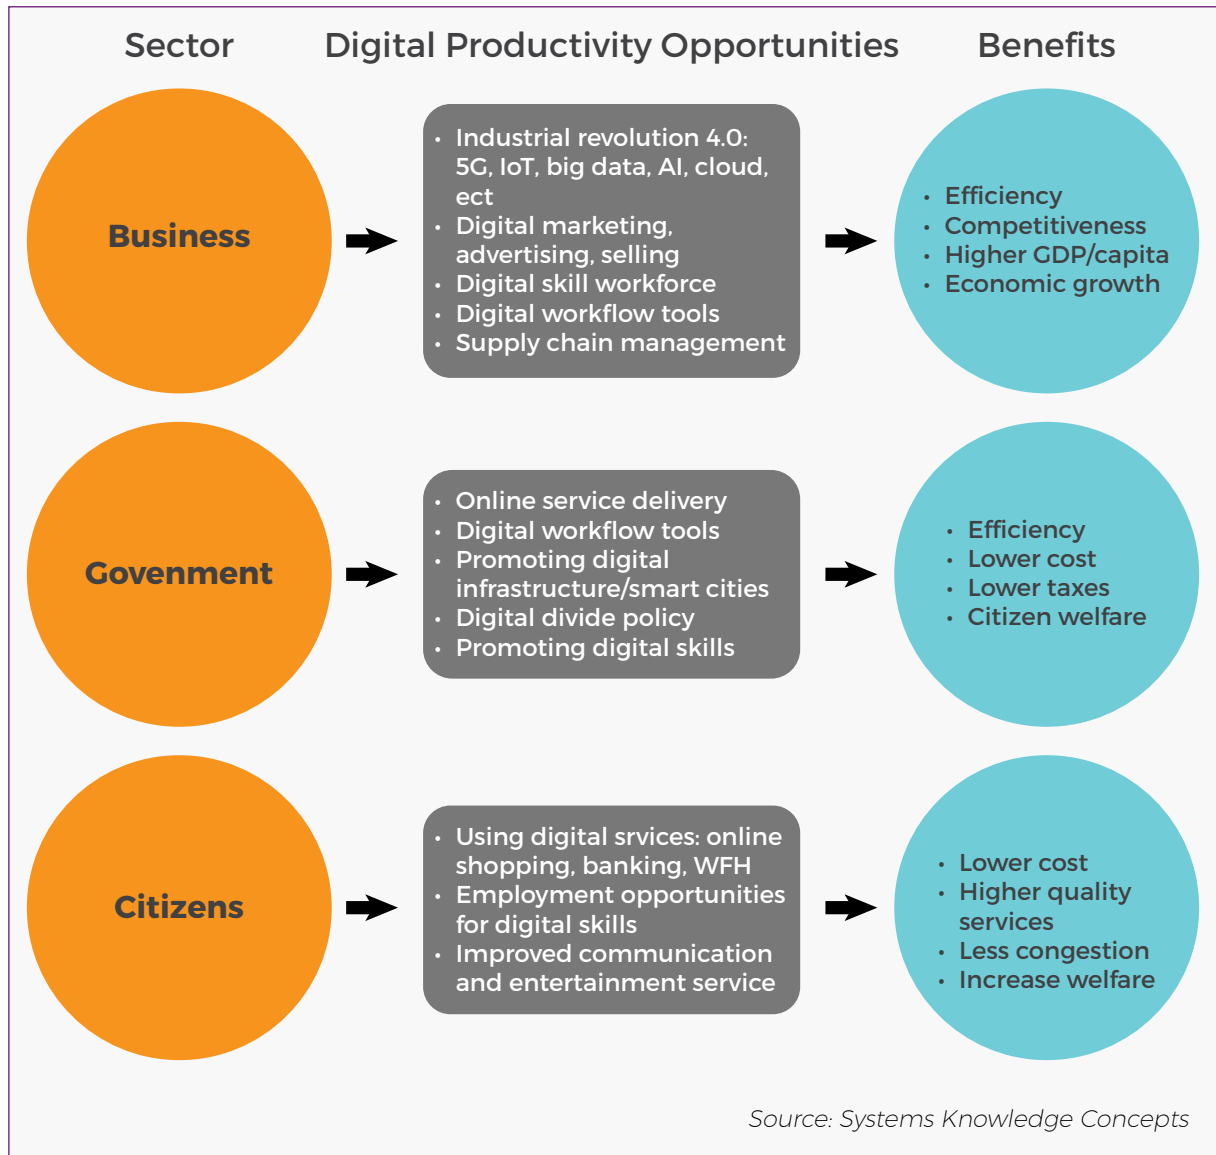 Sector
Digital Productivity Opportunities
Benefits
Business
• Industrial revolution 4.0:
5G, IoT, big data, AI, cloud,
ect
• Digital marketing,
advertising, selling
• Digital skill workforce
• Digital workflow tools
• Supply chain management
• Efficiency
• Competitiveness
• Higher GDP/capita
• Economic growth
Govenment
• Online service delivery
• Digital workflow tools
• Promoting digital
infrastructure/smart cities
• Digital divide policy
• Promoting digital skills
• Efficiency
• Lower cost
• Lower taxes
• Citizen welfare
Citizens
• Using digital srvices: online
shopping, banking, WFH
• Employment opportunities
for digital skills
• Improved communication
and entertainment service
• Lower cost
• Higher quality
services
• Less congestion
• Increase welfare
Source: Systems Knowledge Concepts